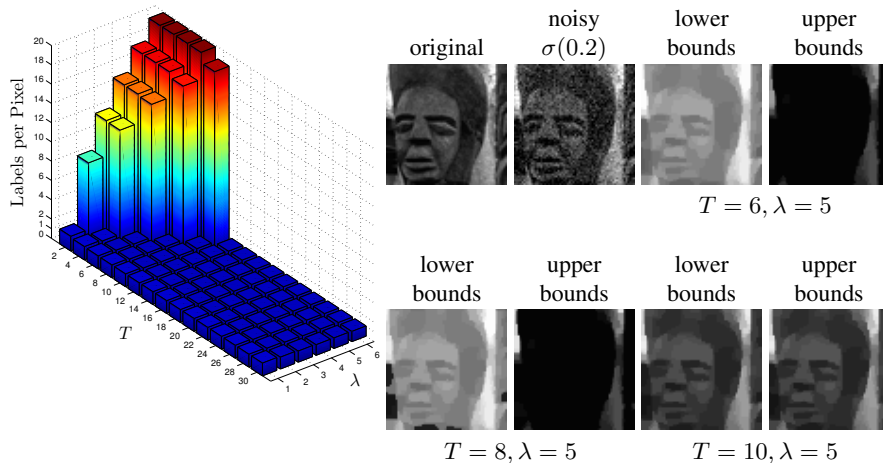 Labels per Pixel
20
18
16
14
12
10
8
6
4
2
1
0
2
4
6
8
10
12
14
16
18
20
22
24
26
28
30
T
1
2
3
4
5
6
λ
original
noisy
σ(0.2)
lower
bounds
upper
bounds
T = 6, λ = 5
lower
bounds
upper
bounds
lower
bounds
upper
bounds
T = 8, λ = 5
T = 10, λ = 5